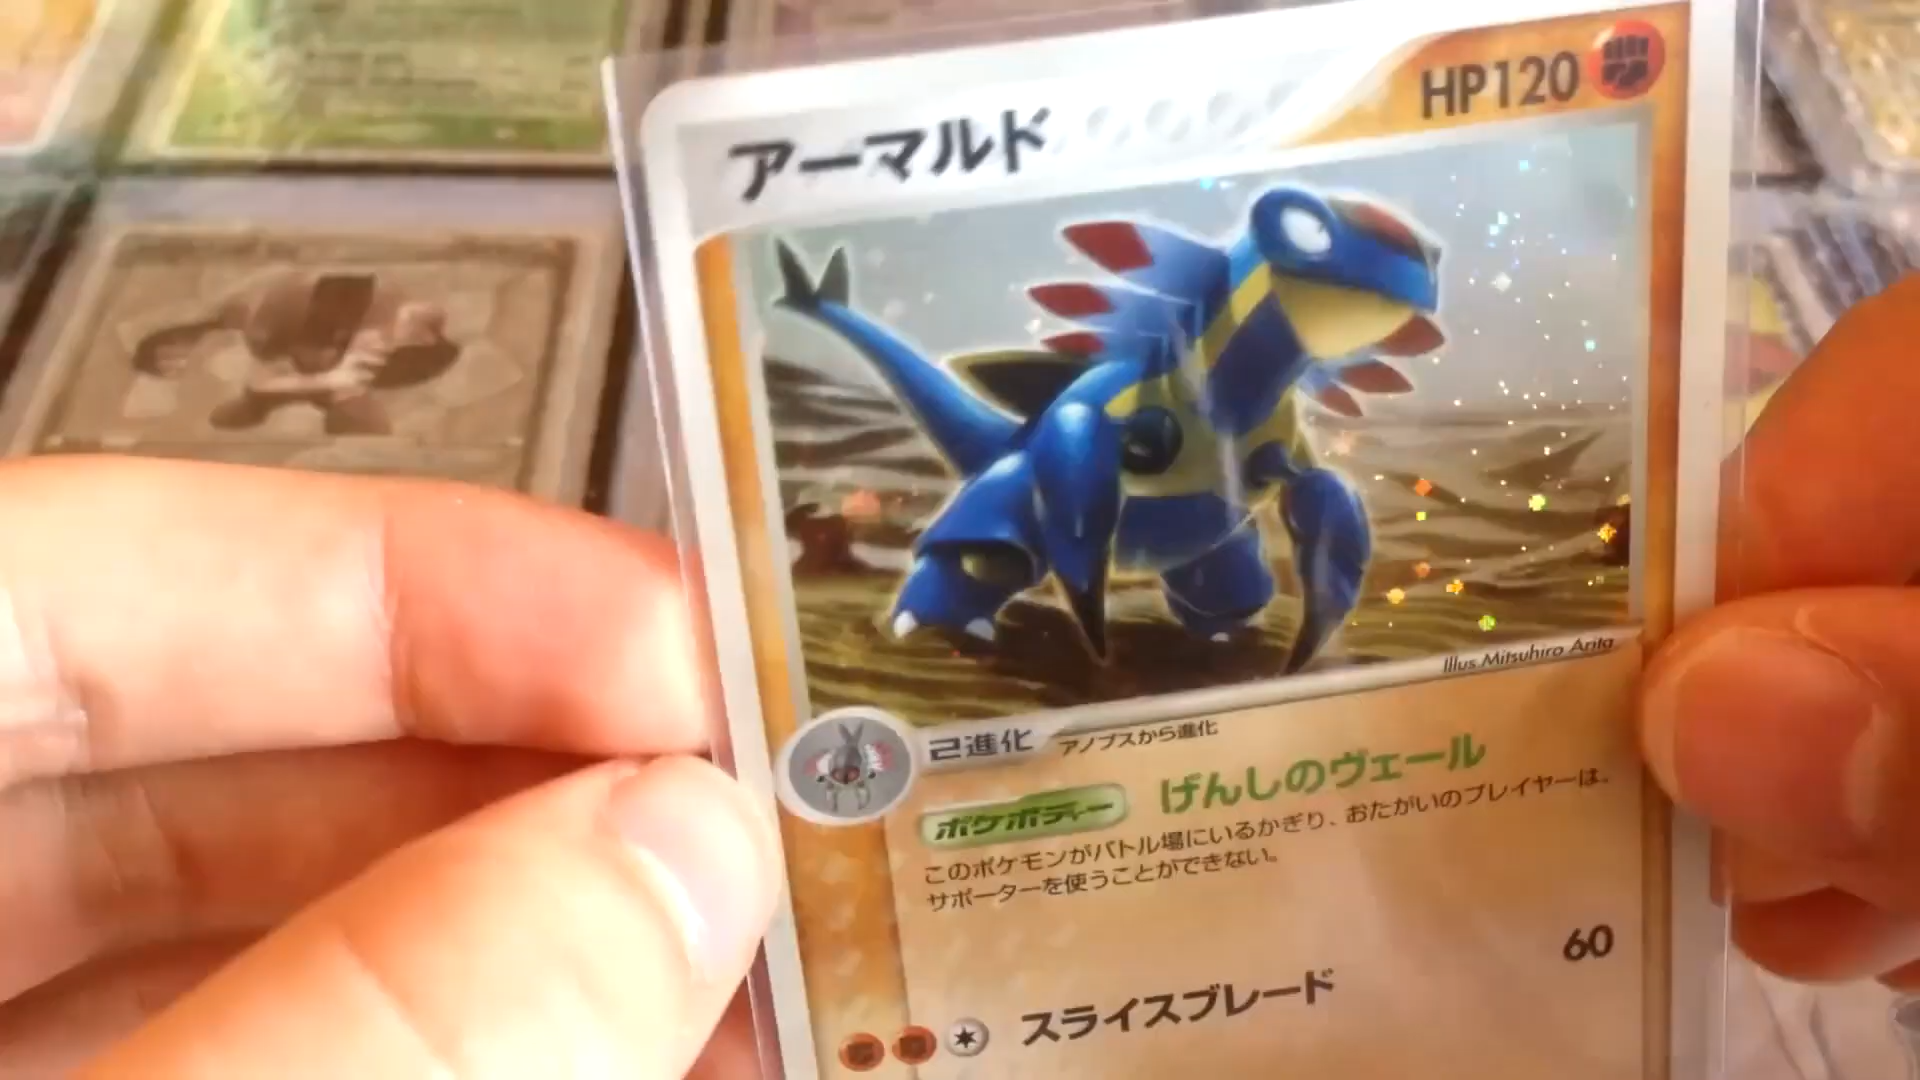 アーマルド
HP120
Illus.Mitsuhiro Arita
2進化
アノプスから進化
ポケボディー
げんしのヴェール
このポケモンがバトル場にいるかぎり、おたがいのプレイヤーは、
サポーターを使うことができない。
スライスブレード
60